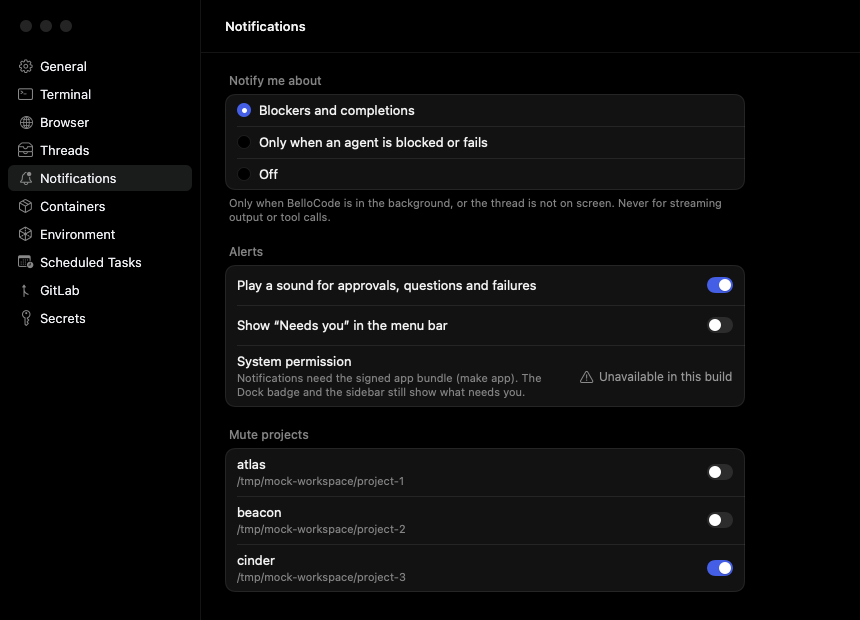 Notifications
General
Terminal
Browser
Threads
Notifications
Containers
Environment
Scheduled Tasks
GitLab
Secrets
Notify me about
Blockers and completions
Only when an agent is blocked or fails
Off
Only when BelloCode is in the background, or the thread is not on screen. Never for streaming
output or tool calls.
Alerts
Play a sound for approvals, questions and failures
Show “Needs you” in the menu bar
System permission
Notifications need the signed app bundle (make app). The
Dock badge and the sidebar still show what needs you.
Unavailable in this build
Mute projects
atlas
/tmp/mock-workspace/project-1
beacon
/tmp/mock-workspace/project-2
cinder
/tmp/mock-workspace/project-3